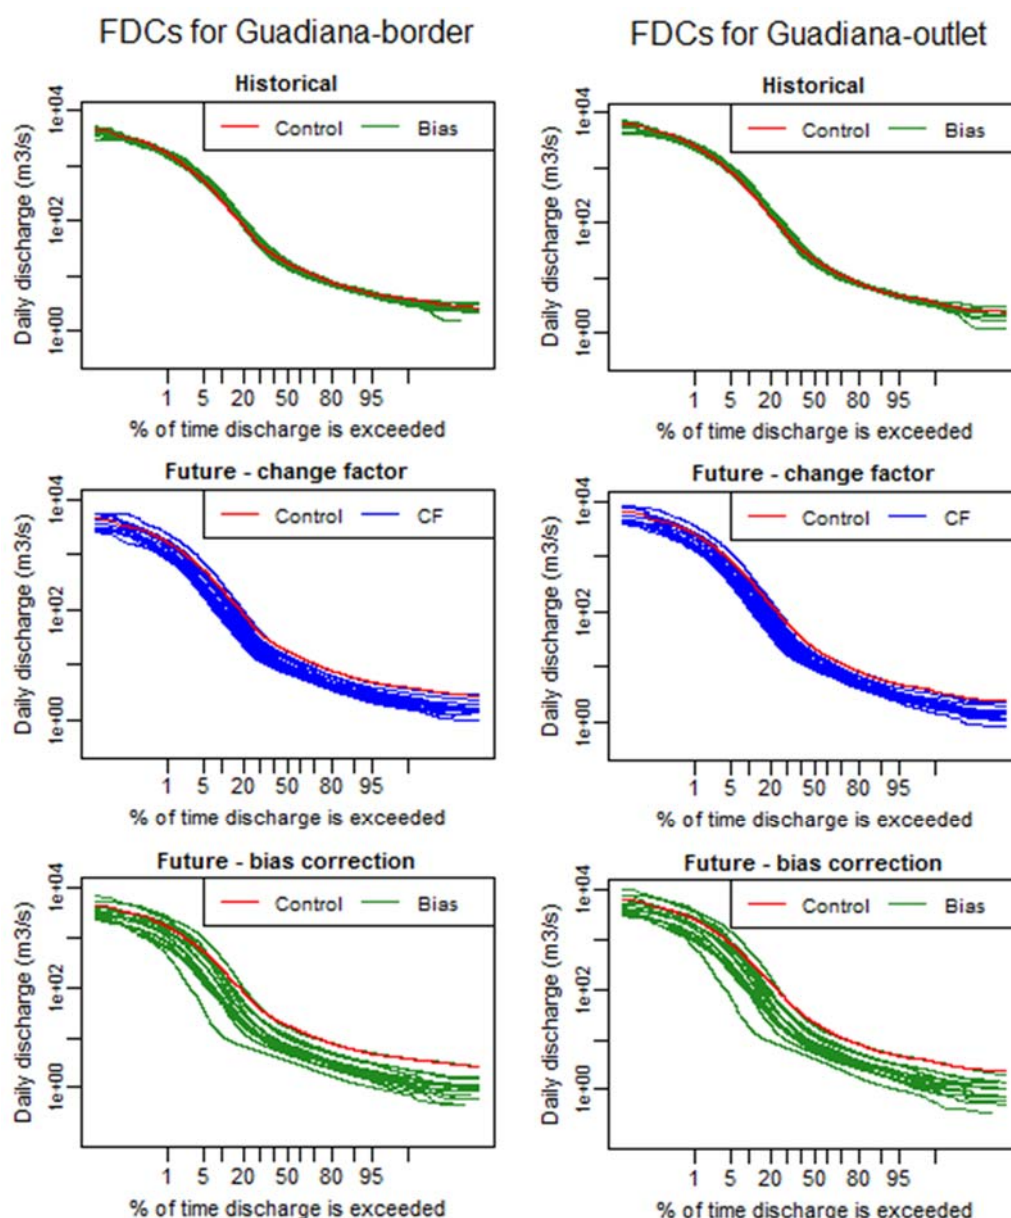 FDCs for Guadiana-border
Historical
Control
Bias
Daily discharge (m3/s)
1e+04
1e+02
1e+00
1 5 20 50 80 95
% of time discharge is exceeded
Future - change factor
Control
CF
Daily discharge (m3/s)
1e+04
1e+02
1e+00
1 5 20 50 80 95
% of time discharge is exceeded
Future - bias correction
Control
Bias
Daily discharge (m3/s)
1e+04
1e+02
1e+00
1 5 20 50 80 95
% of time discharge is exceeded
FDCs for Guadiana-outlet
Historical
Control
Bias
Daily discharge (m3/s)
1e+04
1e+02
1e+00
1 5 20 50 80 95
% of time discharge is exceeded
Future - change factor
Control
CF
Daily discharge (m3/s)
1e+04
1e+02
1e+00
1 5 20 50 80 95
% of time discharge is exceeded
Future - bias correction
Control
Bias
Daily discharge (m3/s)
1e+04
1e+02
1e+00
1 5 20 50 80 95
% of time discharge is exceeded